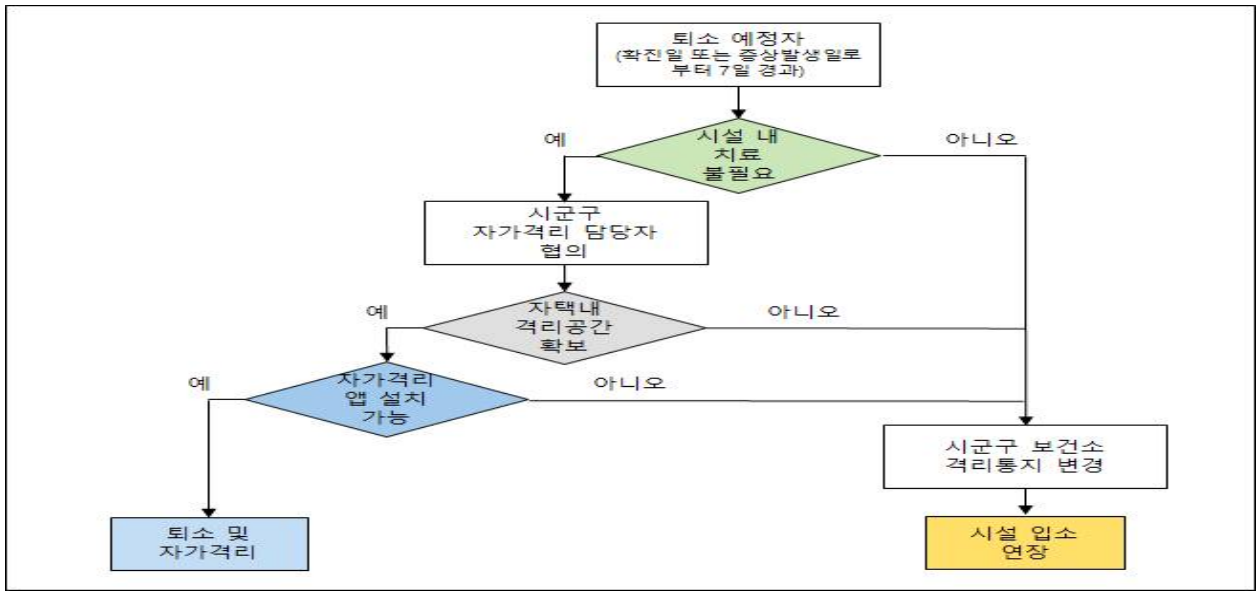 퇴소 예정자
(확진일 또는 증상발생일로
부터 7일 경과)
예
시설 내
치료
불필요
아니오
시군구
자가격리 담당자
협의
예
자택내
격리공간
확보
아니오
예
자가격리
앱 설치
가능
아니오
시군구 보건소
격리통지 변경
퇴소 및
자가격리
시설 입소
연장